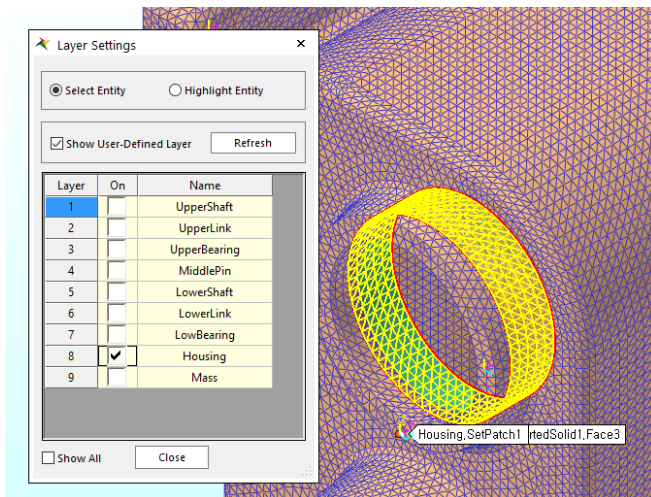 Layer Settings
Select Entity Highlight Entity
Show User-Defined Layer Refresh
Layer On Name
1 UpperShaft
2 UpperLink
3 UpperBearing
4 MiddlePin
5 LowerShaft
6 LowerLink
7 LowBearing
8 Housing
9 Mass
Housing,SetPatch1 rtedSolid1,Face3
Show All Close